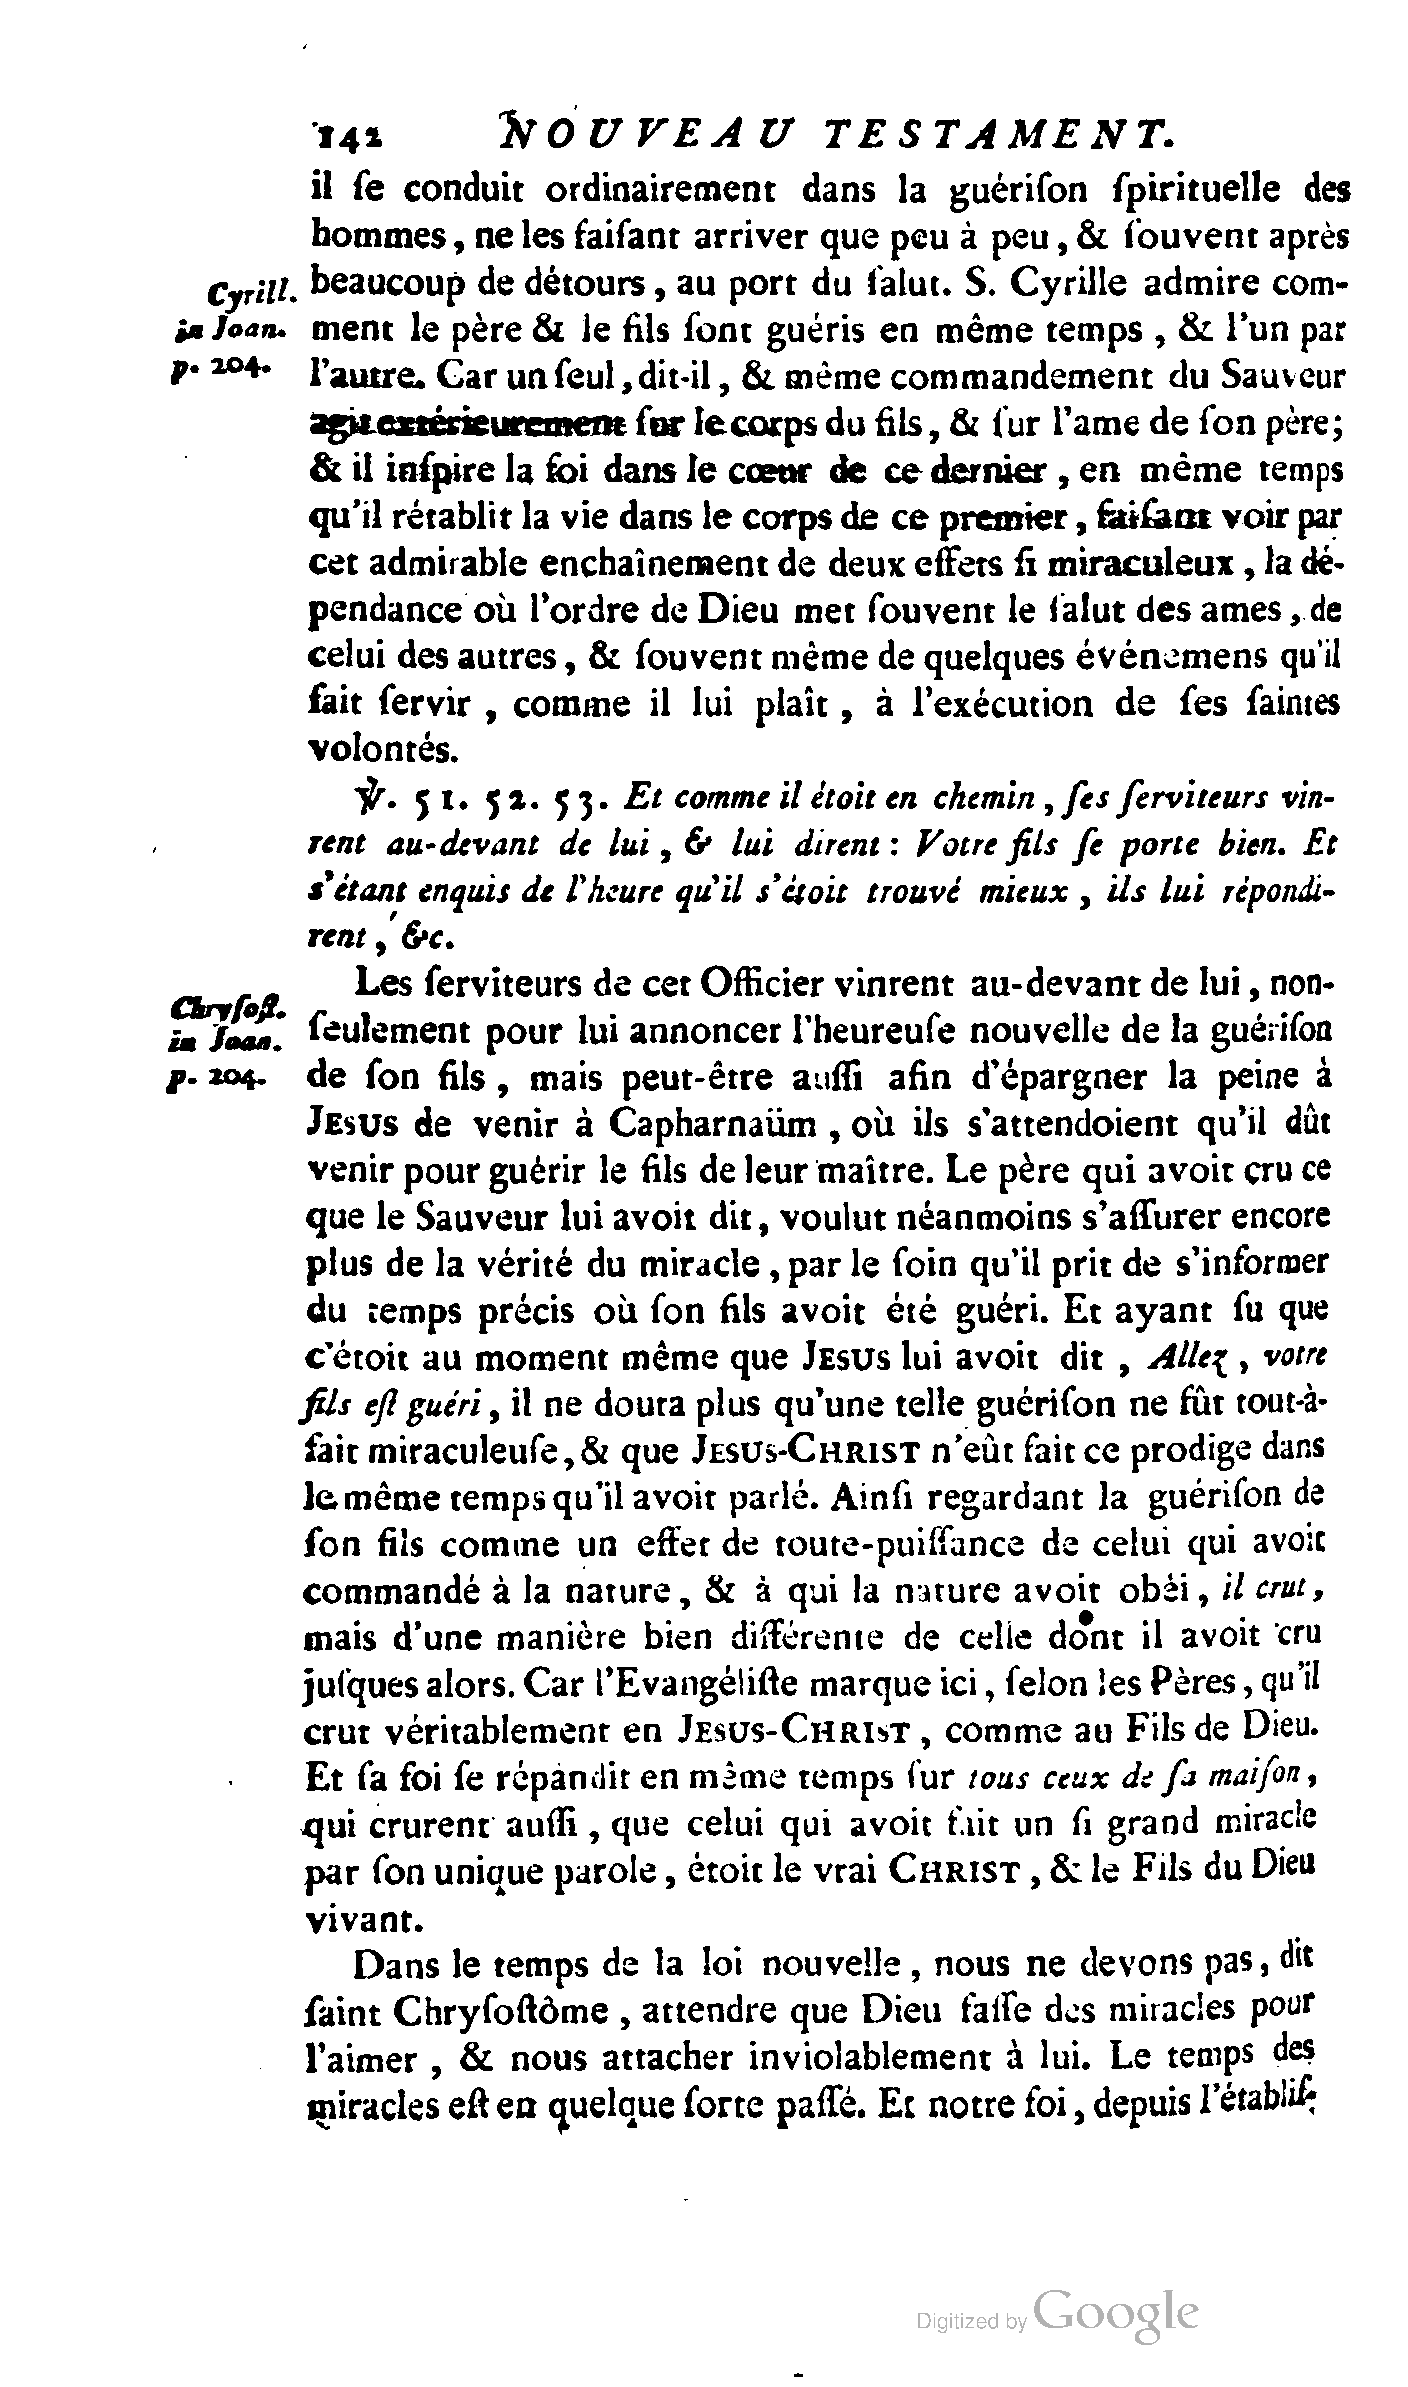 142 NOUVEAU TESTAMENT.
il ſe conduit ordinairement dans la guériſon ſpirituelle des
hommes, ne les faiſant arriver que peu à peu, & ſouvent après
beaucoup de détours, au port du ſalut. S. Cyrille admire com-
Cyrill.
in Joan.
p. 204.
ment le père & le fils ſont guéris en même temps, & l'un par
l'autre. Car un ſeul, dit-il, & même commandement du Sauveur
agit extérieurement ſur le corps du fils, & ſur l'ame de ſon père;
& il inſpire la foi dans le cœur de ce dernier, en même temps
qu'il rétablit la vie dans le corps de ce premier, faiſant voir par
cet admirable enchaînement de deux effets ſi miraculeux, la dé-
pendance où l'ordre de Dieu met ſouvent le ſalut des ames, de
celui des autres, & ſouvent même de quelques événemens qu'il
fait ſervir, comme il lui plaît, à l'exécution de ſes ſaintes
volontés.
℣. 51. 52. 53. Et comme il étoit en chemin, ſes ſerviteurs vin-
rent au-devant de lui, & lui dirent : Votre fils ſe porte bien. Et
s'étant enquis de l'heure qu'il s'étoit trouvé mieux, ils lui répondi-
rent, &c.
Les ſerviteurs de cet Officier vinrent au-devant de lui, non-
Chryſoſt.
in Joan.
p. 204.
ſeulement pour lui annoncer l'heureuſe nouvelle de la guériſon
de ſon fils, mais peut-être auſſi afin d'épargner la peine à
JESUS de venir à Capharnaüm, où ils s'attendoient qu'il dût
venir pour guérir le fils de leur maître. Le père qui avoit cru ce
que le Sauveur lui avoit dit, voulut néanmoins s'aſſurer encore
plus de la vérité du miracle, par le ſoin qu'il prit de s'informer
du temps précis où ſon fils avoit été guéri. Et ayant ſu que
c'étoit au moment même que JESUS lui avoit dit, Allez, votre
fils eſt guéri, il ne douta plus qu'une telle guériſon ne fût tout-à-
fait miraculeuſe, & que JESUS-CHRIST n'eût fait ce prodige dans
le même temps qu'il avoit parlé. Ainſi regardant la guériſon de
ſon fils comme un effet de toute-puiſſance de celui qui avoit
commandé à la nature, & à qui la nature avoit obéi, il crut,
mais d'une manière bien différente de celle dont il avoit cru
juſques alors. Car l'Evangéliſte marque ici, ſelon les Pères, qu'il
crut véritablement en JESUS-CHRIST, comme au Fils de Dieu.
Et ſa foi ſe répandit en même temps ſur tous ceux de ſa maiſon,
qui crurent auſſi, que celui qui avoit fait un ſi grand miracle
par ſon unique parole, étoit le vrai CHRIST, & le Fils du Dieu
vivant.
Dans le temps de la loi nouvelle, nous ne devons pas, dit
ſaint Chryſoſtôme, attendre que Dieu faſſe des miracles pour
l'aimer, & nous attacher inviolablement à lui. Le temps des
miracles eſt en quelque ſorte paſſé. Et notre foi, depuis l'établiſ-
Digitized by Google